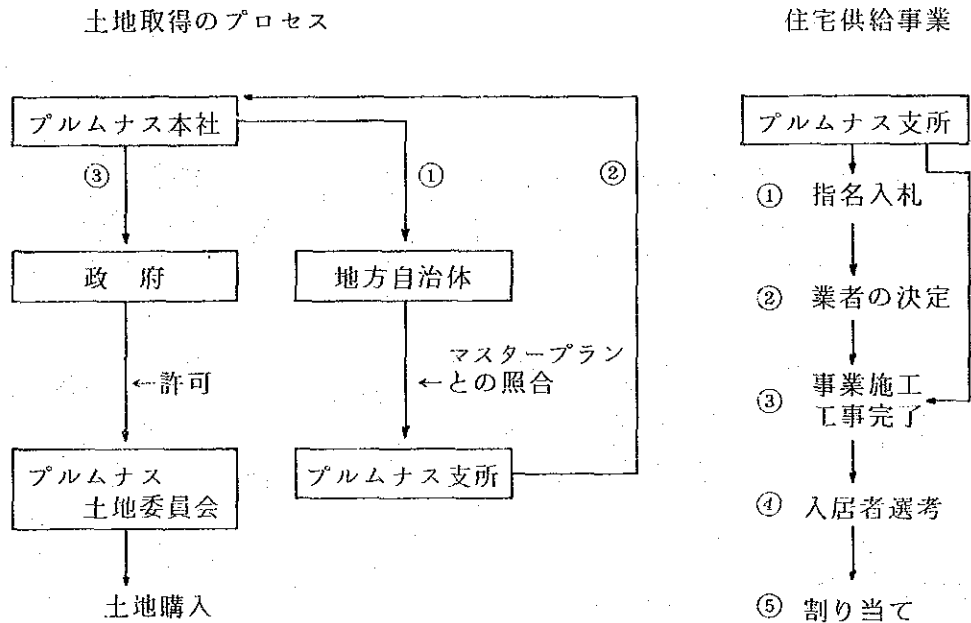 土地取得のプロセス
プルムナス本社
③
①
②
政府
地方自治体
←許可
マスタープラン
←との照合
プルムナス
土地委員会
プルムナス支所
土地購入
住宅供給事業
プルムナス支所
① 指名入札
② 業者の決定
③ 事業施工
工事完了
④ 入居者選考
⑤ 割り当て